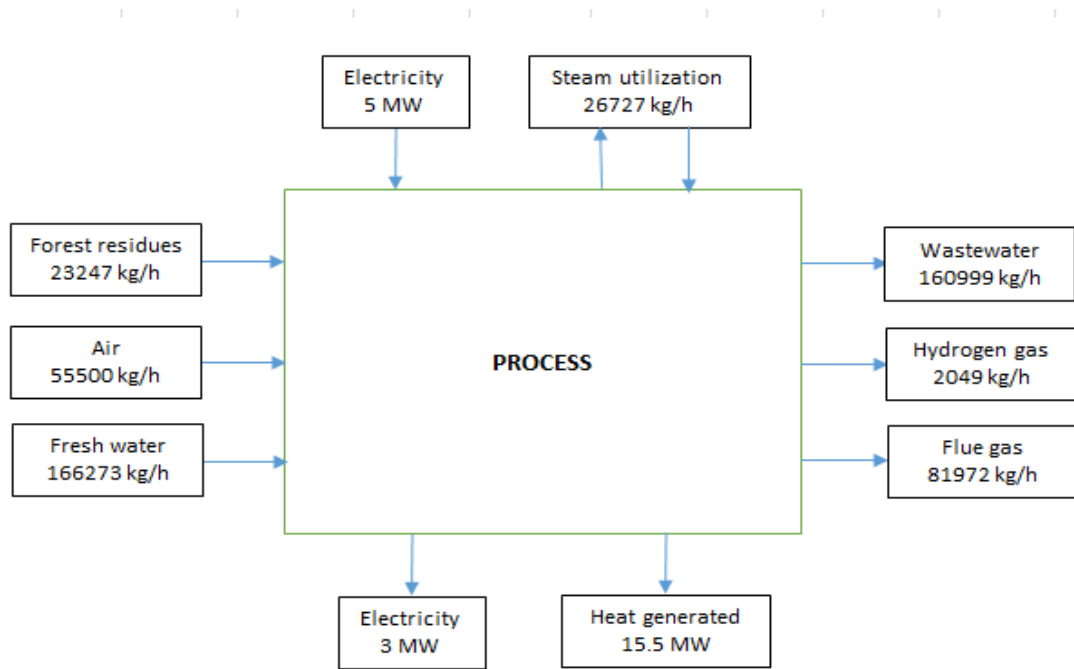 Electricity
5 MW
Steam utilization
26727 kg/h
Forest residues
23247 kg/h
Wastewater
160999 kg/h
Air
55500 kg/h
PROCESS
Hydrogen gas
2049 kg/h
Fresh water
166273 kg/h
Flue gas
81972 kg/h
Electricity
3 MW
Heat generated
15.5 MW